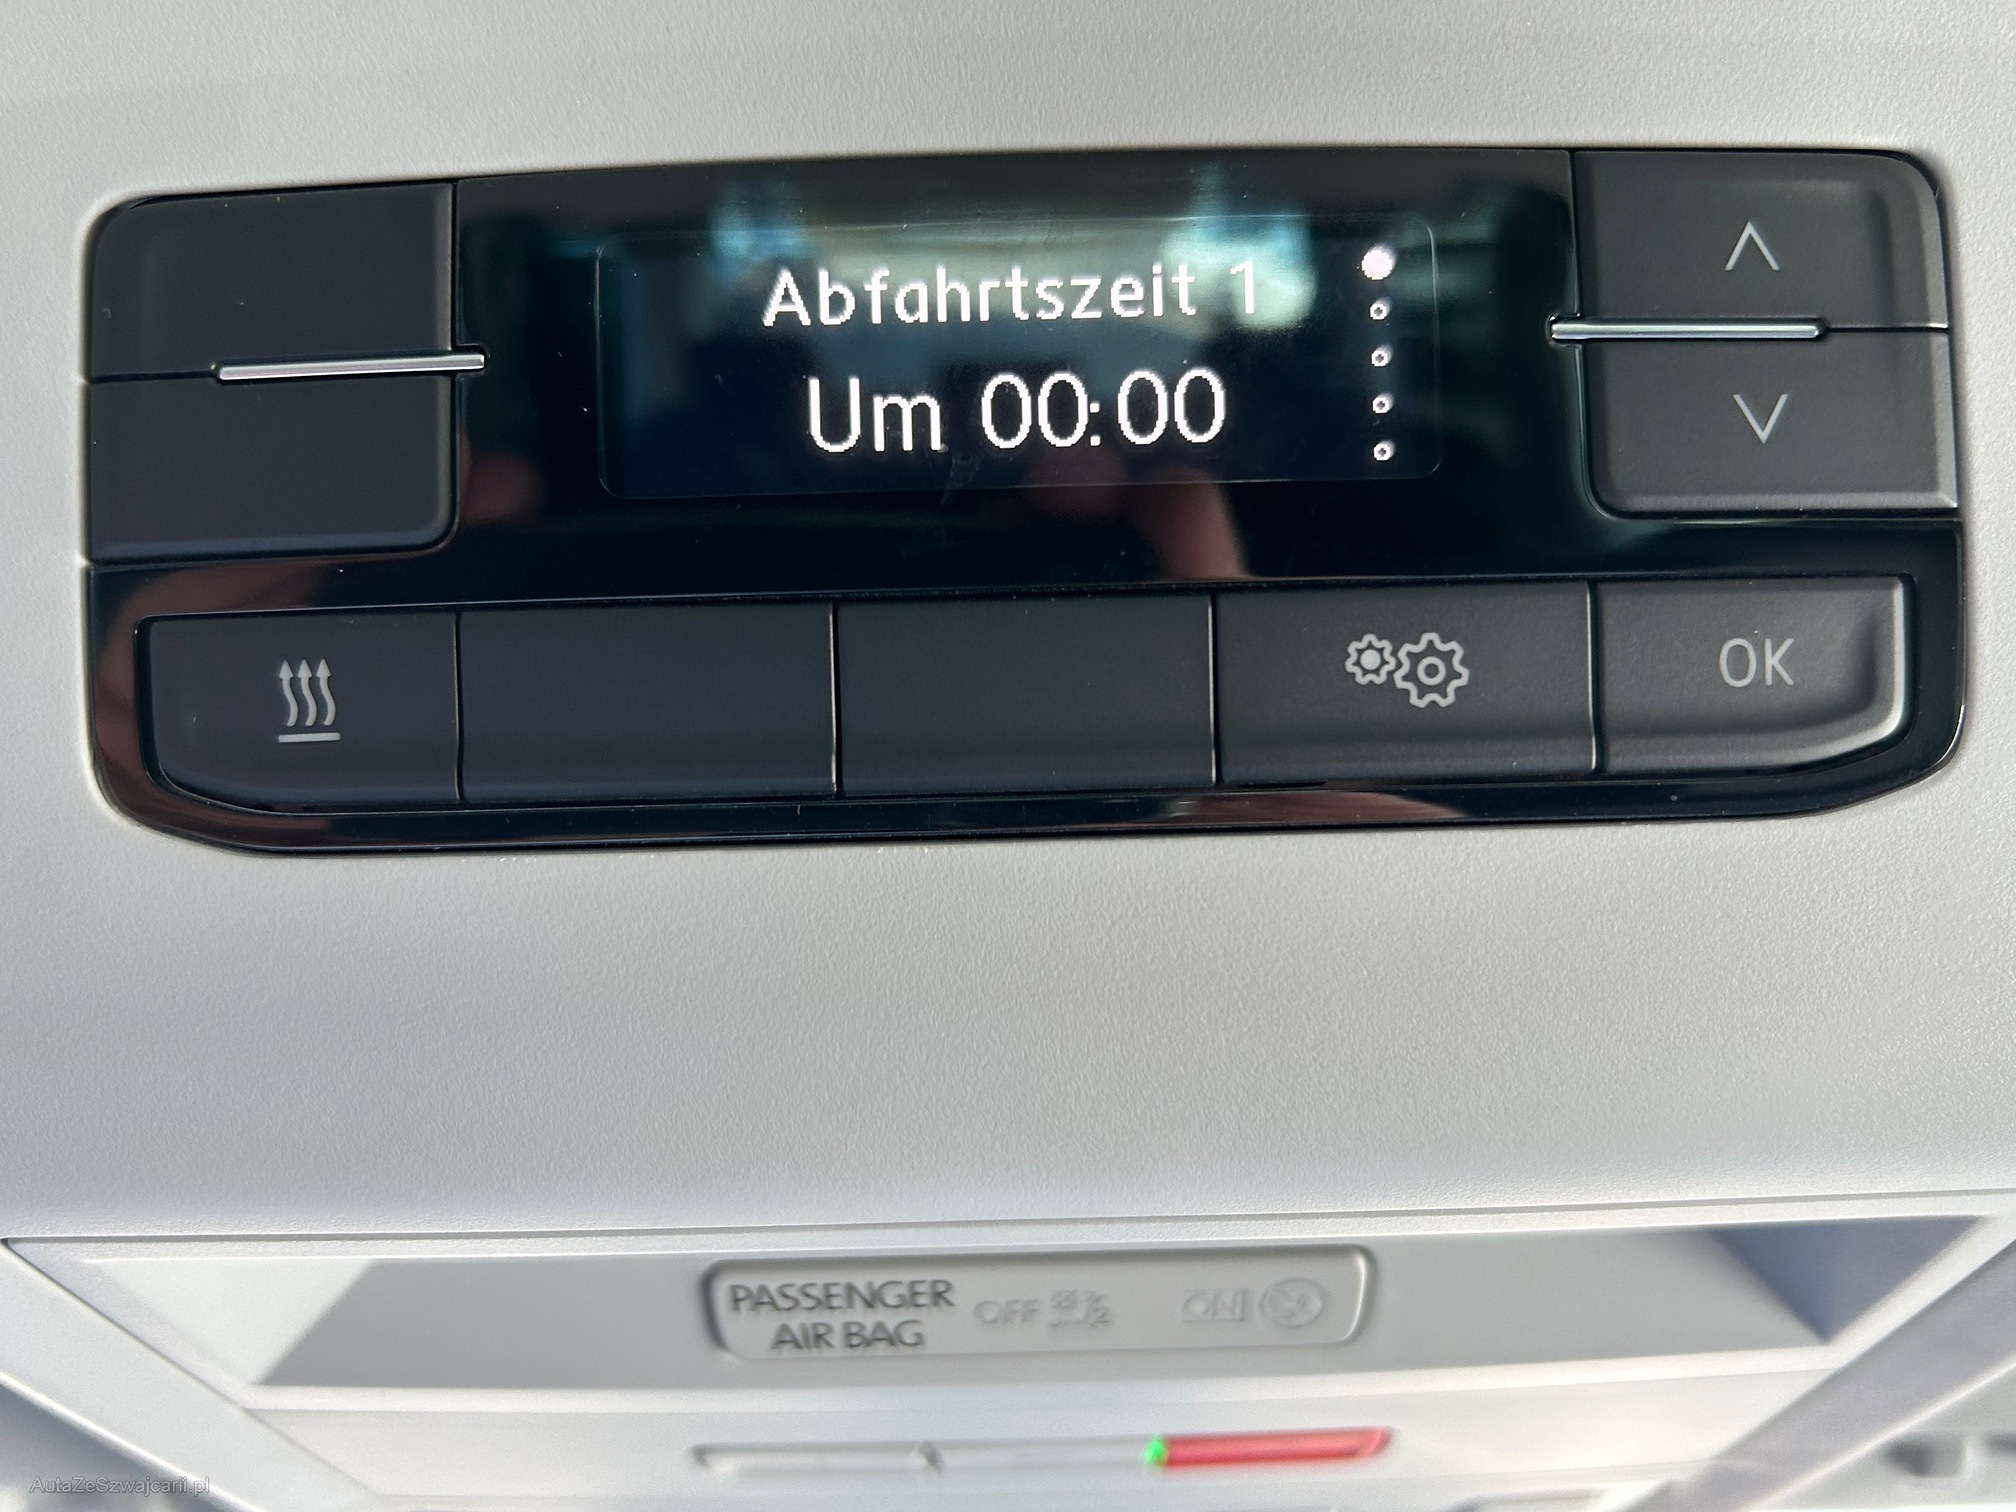 Abfahrtszeit 1
Um 00:00
OK
PASSENGER
AIR BAG
OFF
ON
AutaZeSzwajcarii.pl